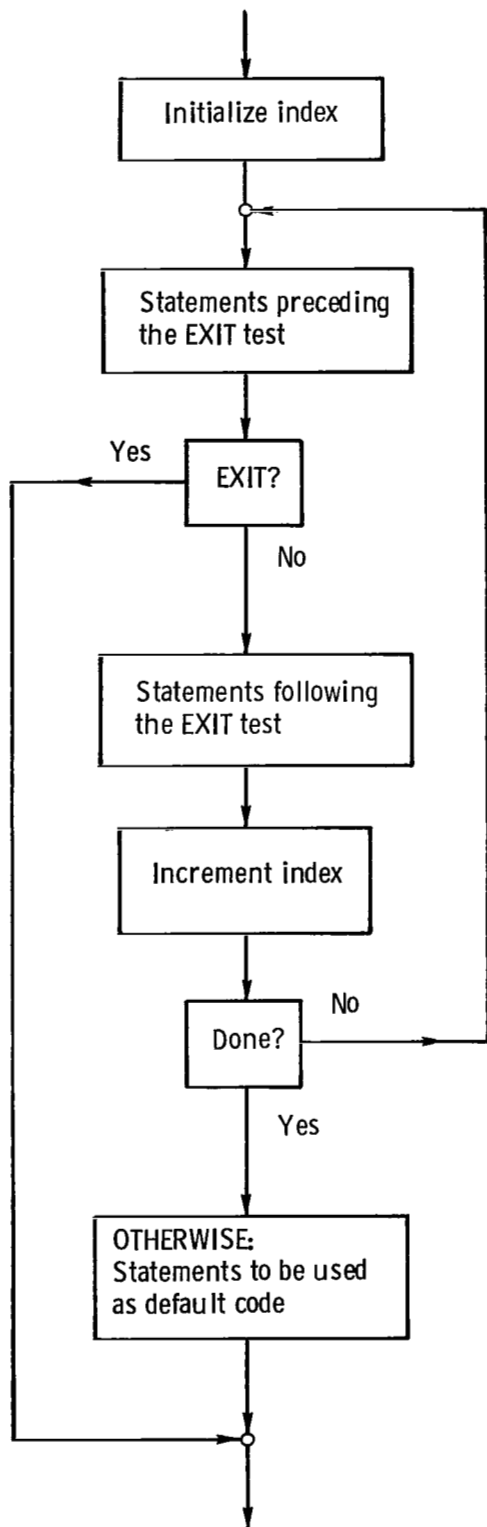 Initialize index
Statements preceding
the EXIT test
Yes
EXIT?
No
Statements following
the EXIT test
Increment index
No
Done?
Yes
OTHERWISE:
Statements to be used
as default code